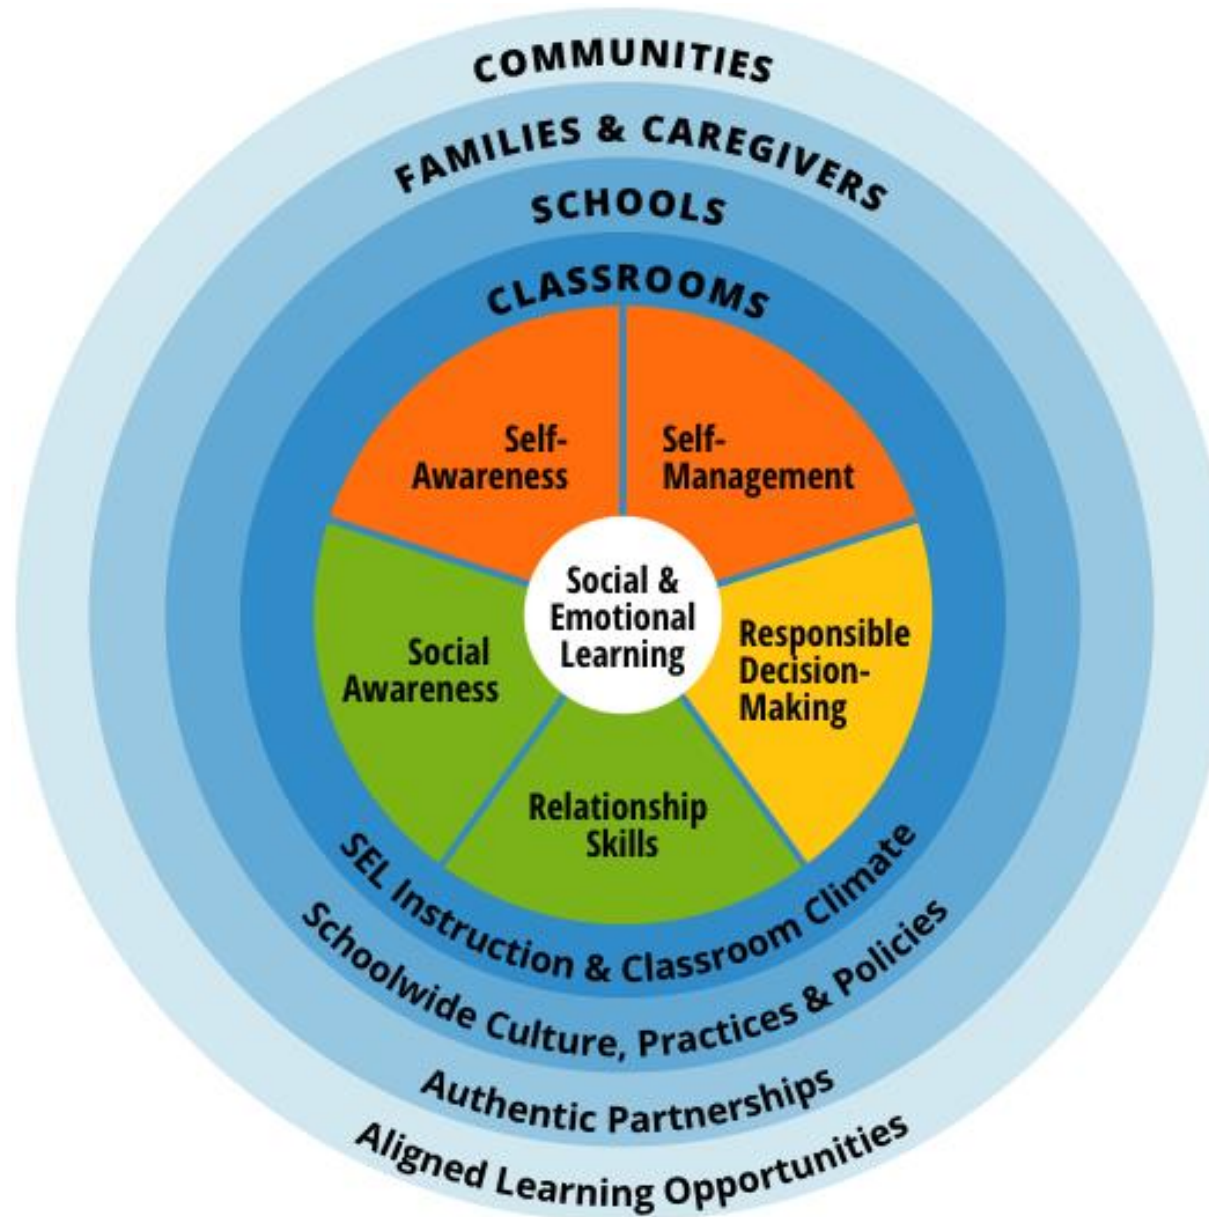 COMMUNITIES
FAMILIES & CAREGIVERS
SCHOOLS
CLASSROOMS
Self-
Awareness
Self-
Management
Social &
Emotional
Learning
Social
Awareness
Responsible
Decision-
Making
Relationship
Skills
SEL Instruction & Classroom Climate
Schoolwide Culture, Practices & Policies
Authentic Partnerships
Aligned Learning Opportunities